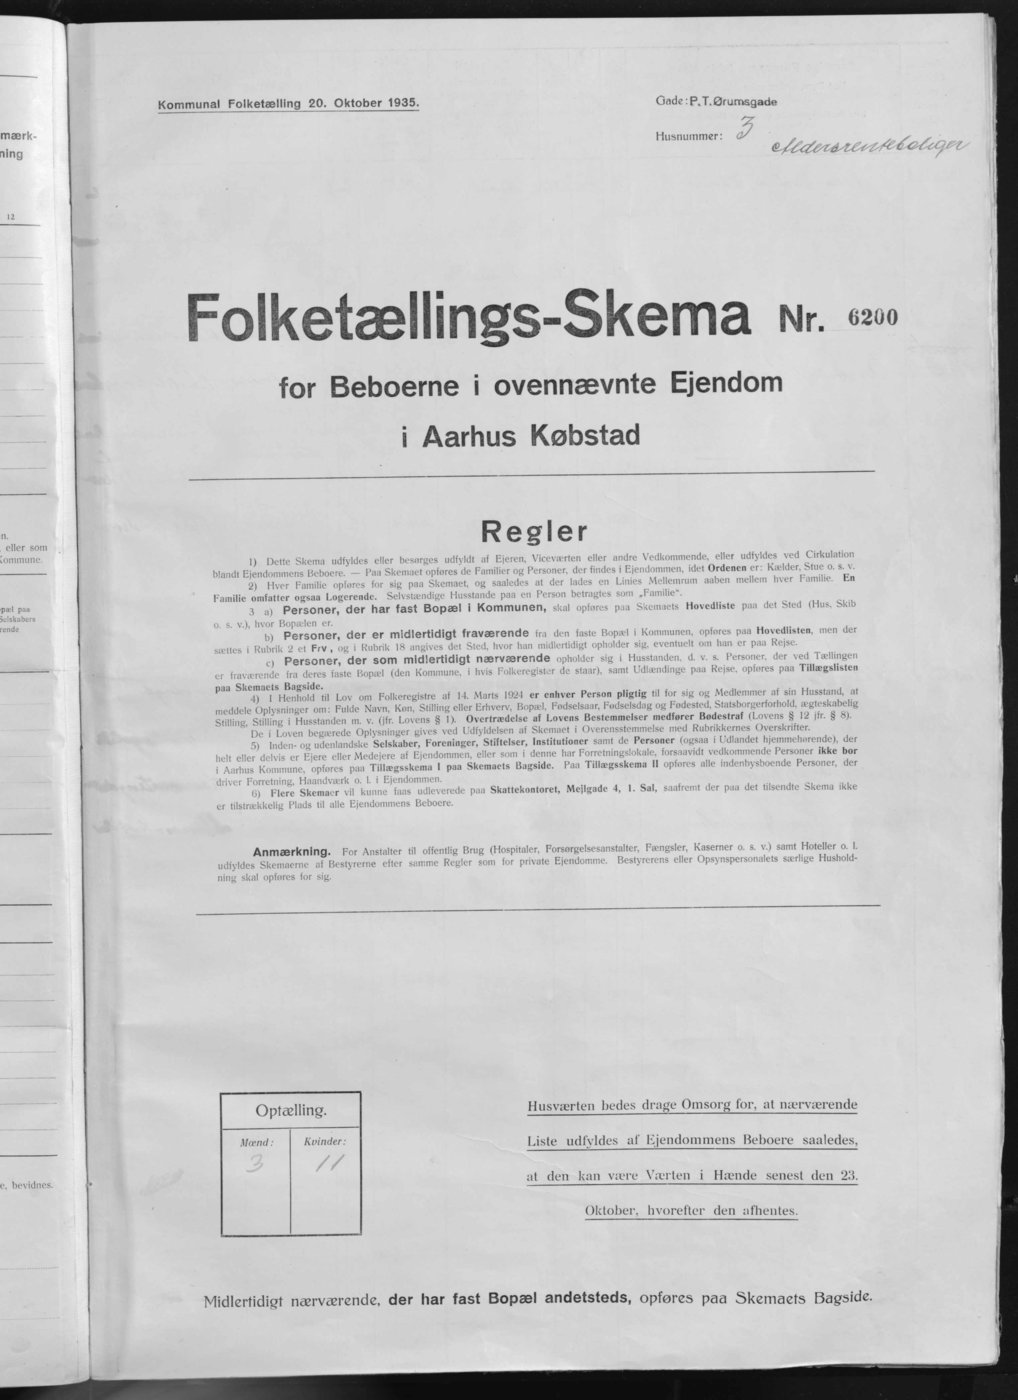 mærk-
ning
12
n.
, eller som
Kommune.
opæl paa
Selskabers
rende
e, bevidnes.
Kommunal Folketælling 20. Oktober 1935.
Gade: P.T. Ørumsgade
Husnummer: 3
Aldersrenteboliger
Folketællings-Skema Nr. 6200
for Beboerne i ovennævnte Ejendom
i Aarhus Købstad
Regler
1) Dette Skema udfyldes eller besørges udfyldt af Ejeren, Viceværten eller andre Vedkommende, eller udfyldes ved Cirkulation
blandt Ejendommens Beboere. — Paa Skemaet opføres de Familier og Personer, der findes i Ejendommen, idet Ordenen er: Kælder, Stue o. s. v.
2) Hver Familie opføres for sig paa Skemaet, og saaledes at der lades en Linies Mellemrum aaben mellem hver Familie. En
Familie omfatter ogsaa Logerende. Selvstændige Husstande paa en Person betragtes som „Familie“.
3 a) Personer, der har fast Bopæl i Kommunen, skal opføres paa Skemaets Hovedliste paa det Sted (Hus, Skib
o. s. v.), hvor Bopælen er.
b) Personer, der er midlertidigt fraværende fra den faste Bopæl i Kommunen, opføres paa Hovedlisten, men der
sættes i Rubrik 2 et Frv., og i Rubrik 18 angives det Sted, hvor han midlertidigt opholder sig, eventuelt om han er paa Rejse.
c) Personer, der som midlertidigt nærværende opholder sig i Husstanden, d. v. s. Personer, der ved Tællingen
er fraværende fra deres faste Bopæl (den Kommune, i hvis Folkeregister de staar), samt Udlændinge paa Rejse, opføres paa Tillægslisten
paa Skemaets Bagside.
4) I Henhold til Lov om Folkeregistre af 14. Marts 1924 er enhver Person pligtig til for sig og Medlemmer af sin Husstand, at
meddele Oplysninger om: Fulde Navn, Køn, Stilling eller Erhverv, Bopæl, Fødselsaar, Fødselsdag og Fødested, Statsborgerforhold, ægteskabelig
Stilling, Stilling i Husstanden m. v. (jfr. Lovens § 1). Overtrædelse af Lovens Bestemmelser medfører Bødestraf (Lovens § 12 jfr. § 8).
De i Loven begærede Oplysninger gives ved Udfyldelsen af Skemaet i Overensstemmelse med Rubrikkernes Overskrifter.
5) Inden- og udenlandske Selskaber, Foreninger, Stiftelser, Institutioner samt de Personer (ogsaa i Udlandet hjemmehørende), der
helt eller delvis er Ejere eller Medejere af Ejendommen, eller som i denne har Forretningslokale, forsaavidt vedkommende Personer ikke bor
i Aarhus Kommune, opføres paa Tillægsskema I paa Skemaets Bagside. Paa Tillægsskema II opføres alle indenbysboende Personer, der
driver Forretning, Haandværk o. l. i Ejendommen.
6) Flere Skemaer vil kunne faas udleverede paa Skattekontoret, Mejlgade 4, 1. Sal, saafremt der paa det tilsendte Skema ikke
er tilstrækkelig Plads til alle Ejendommens Beboere.
Anmærkning. For Anstalter til offentlig Brug (Hospitaler, Forsørgelsesanstalter, Fængsler, Kaserner o. s. v.) samt Hoteller o. l.
udfyldes Skemaerne af Bestyrerne efter samme Regler som for private Ejendomme. Bestyrerens eller Opsynspersonalets særlige Hushold-
ning skal opføres for sig.
Optælling.
Mænd: Kvinder:
3 11
Husværten bedes drage Omsorg for, at nærværende
Liste udfyldes af Ejendommens Beboere saaledes,
at den kan være Værten i Hænde senest den 23.
Oktober, hvorefter den afhentes.
Midlertidigt nærværende, der har fast Bopæl andetsteds, opføres paa Skemaets Bagside.